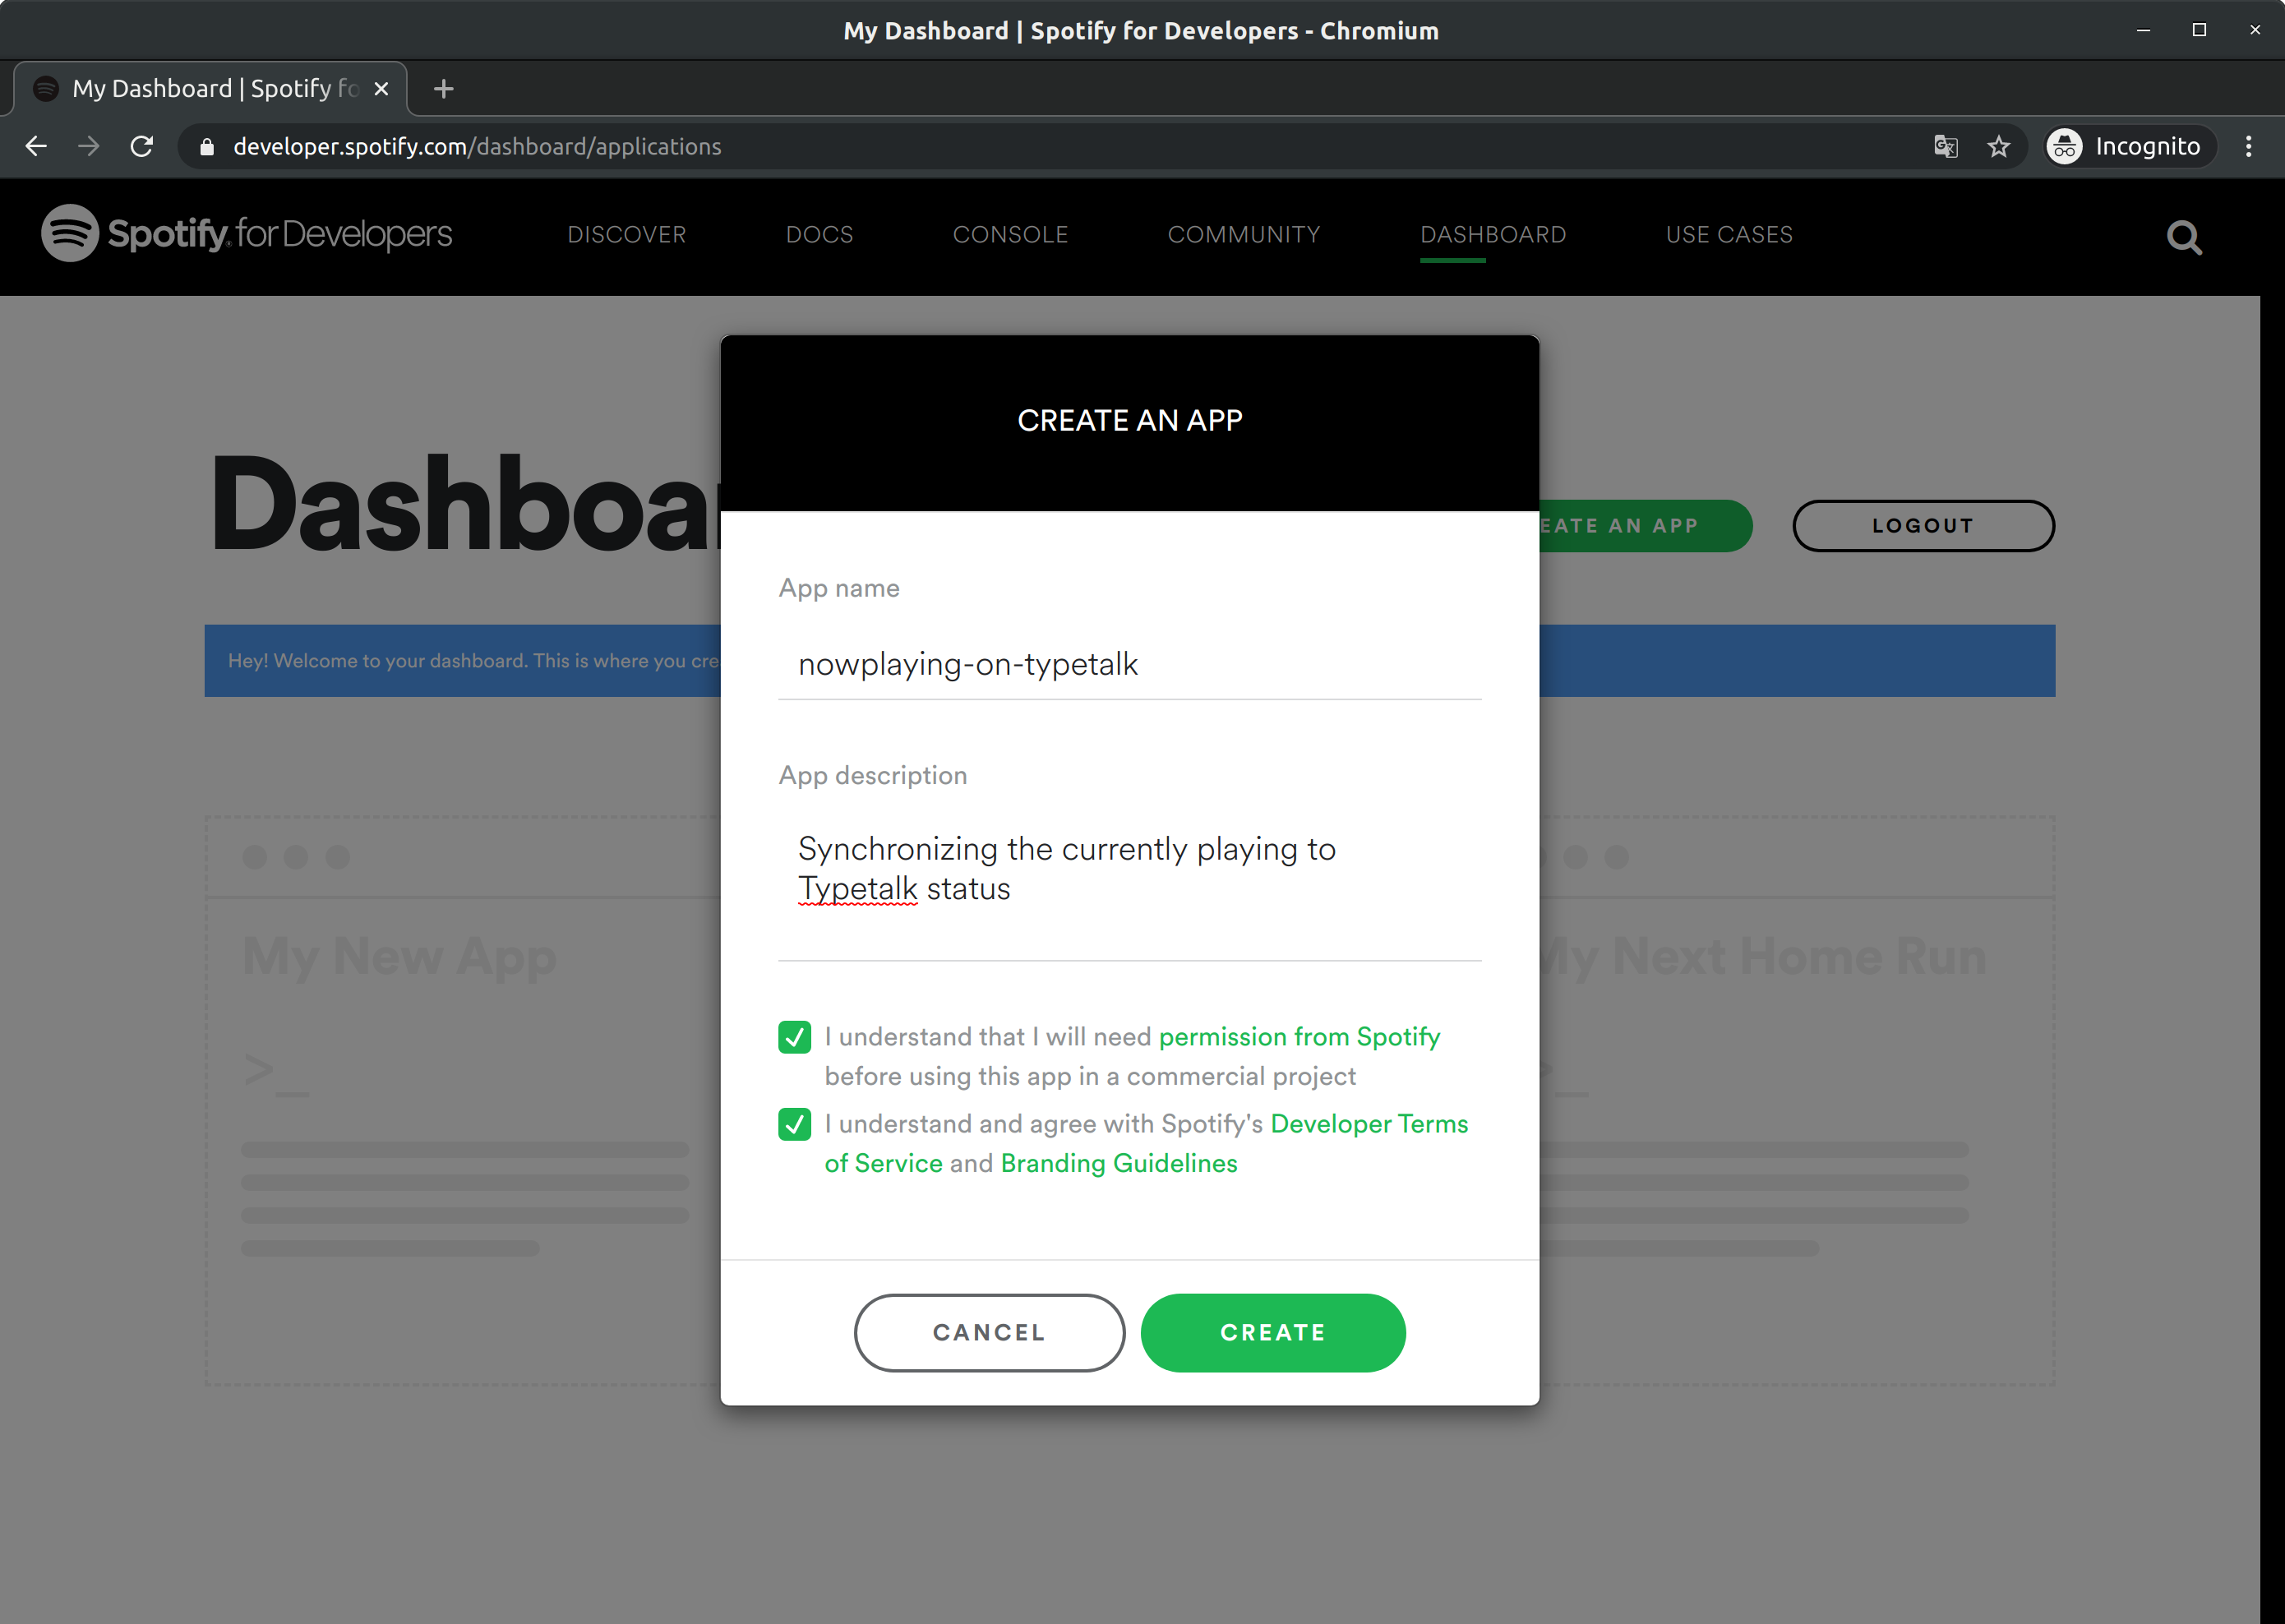 My Dashboard | Spotify for Developers - Chromium
My Dashboard | Spotify fo
developer.spotify.com/dashboard/applications
Incognito
Spotify for Developers
DISCOVER
DOCS
CONSOLE
COMMUNITY
DASHBOARD
USE CASES
CREATE AN APP
Dashboa
EATE AN APP
LOGOUT
App name
Hey! Welcome to your dashboard. This is where you cre
nowplaying-on-typetalk
App description
Synchronizing the currently playing to
Typetalk status
My New App
My Next Home Run
>_
>_
I understand that I will need permission from Spotify
before using this app in a commercial project
I understand and agree with Spotify's Developer Terms
of Service and Branding Guidelines
CANCEL
CREATE